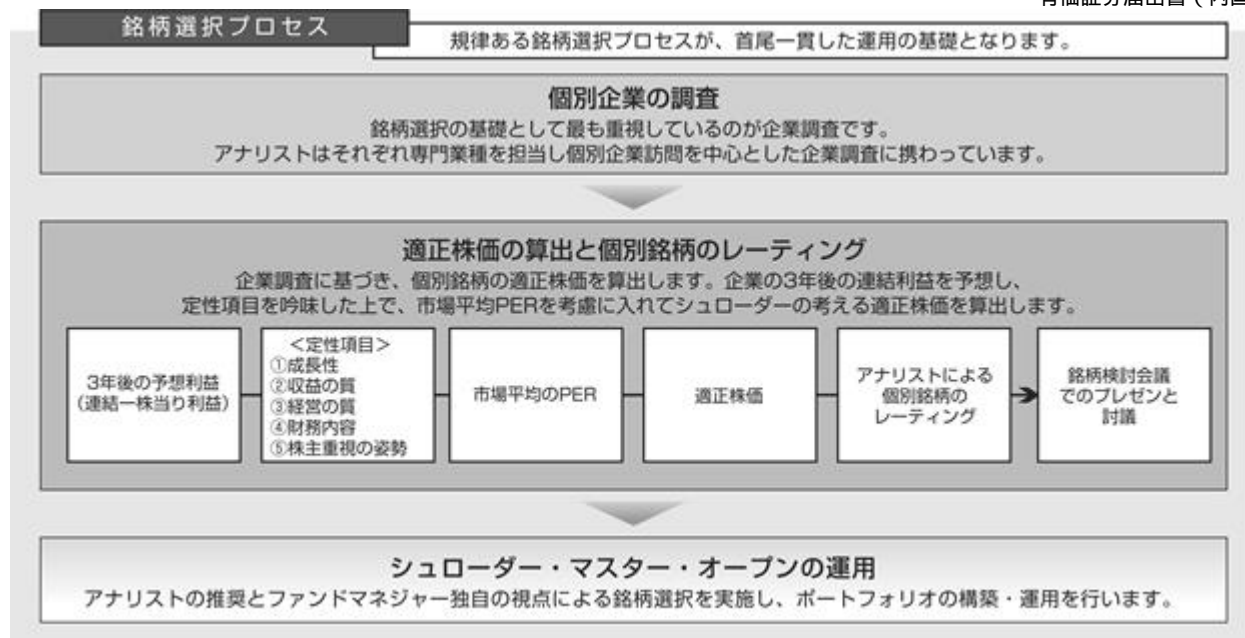 有価証券届出書（内国
銘柄選択プロセス
規律ある銘柄選択プロセスが、首尾一貫した運用の基礎となります。
個別企業の調査
銘柄選択の基礎として最も重視しているのが企業調査です。
アナリストはそれぞれ専門業種を担当し個別企業訪問を中心とした企業調査に携わっています。
適正株価の算出と個別銘柄のレーティング
企業調査に基づき、個別銘柄の適正株価を算出します。企業の3年後の連結利益を予想し、
定性項目を吟味した上で、市場平均PERを考慮に入れてシュローダーの考える適正株価を算出します。
3年後の予想利益
（連結一株当り利益）
＜定性項目＞
①成長性
②収益の質
③経営の質
④財務内容
⑤株主重視の姿勢
市場平均のPER
適正株価
アナリストによる
個別銘柄の
レーティング
銘柄検討会議
でのプレゼンと
討議
シュローダー・マスター・オープンの運用
アナリストの推奨とファンドマネジャー独自の視点による銘柄選択を実施し、ポートフォリオの構築・運用を行います。